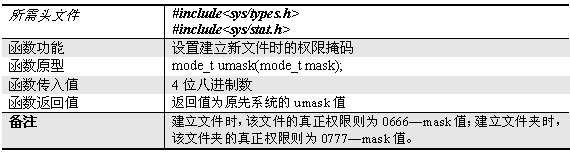 所需头文件 #include<sys/types.h>
#include<sys/stat.h>
函数功能 设置建立新文件时的权限掩码
函数原型 mode_t umask(mode_t mask);
函数传入值 4 位八进制数
函数返回值 返回值为原先系统的 umask 值
备注 建立文件时,该文件的真正权限则为 0666—mask 值;建立文件夹时,
该文件夹的真正权限则为 0777—mask 值。